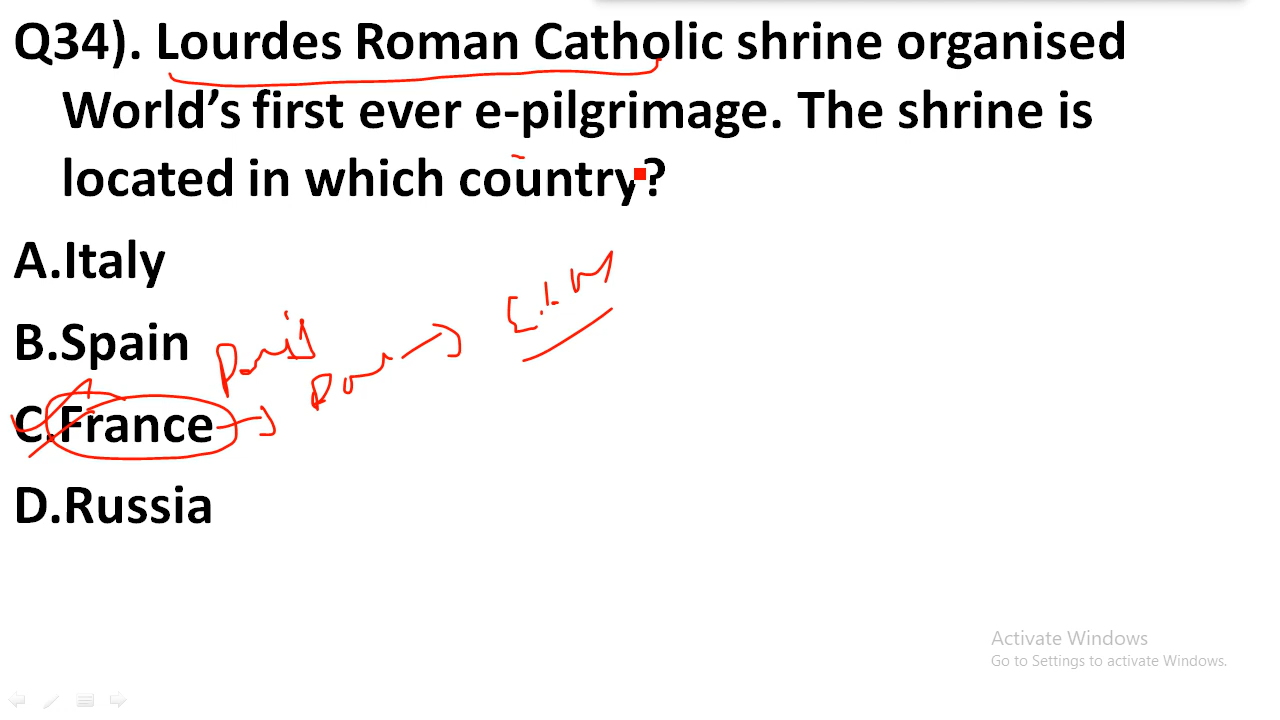 Q34). Lourdes Roman Catholic shrine organised
World’s first ever e-pilgrimage. The shrine is
located in which country?
A.Italy
B.Spain
Paris
C.France
D.Russia
Activate Windows
Go to Settings to activate Windows.